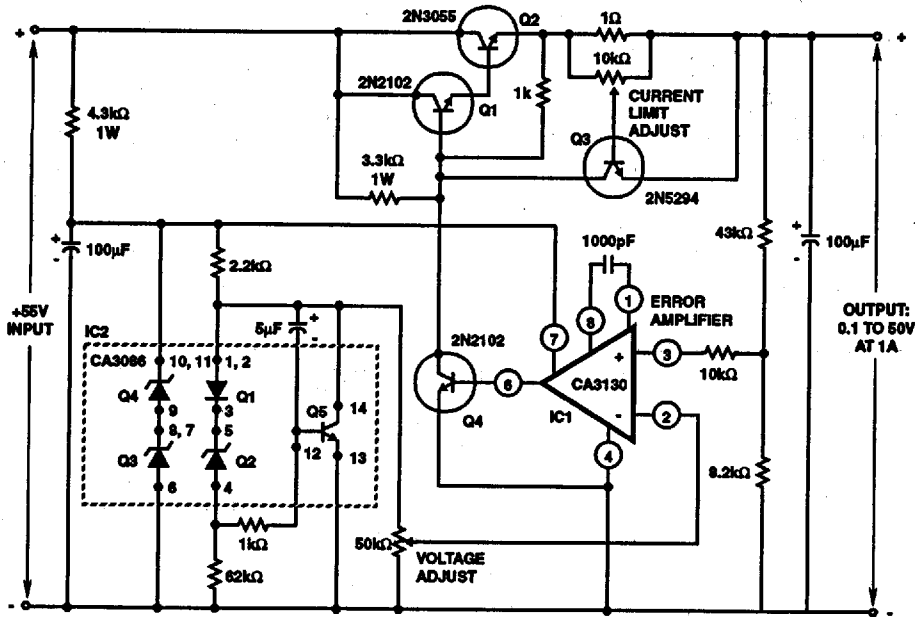 2N3055
Q2
1Ω
+
+
10kΩ
2N2102
Q1
1k
CURRENT
LIMIT
ADJUST
4.3kΩ
1W
Q3
3.3kΩ
1W
2N5294
1000pF
43kΩ
+
-
100μF
+
-
100μF
2.2kΩ
+55V
INPUT
5μF
+
-
1
ERROR
AMPLIFIER
OUTPUT:
0.1 TO 50V
AT 1A
8
7
IC2
2N2102
+
3
CA3086
10, 11
1, 2
6
CA3130
10kΩ
Q4
Q1
IC1
-
2
9
3
Q5
14
Q4
8, 7
5
12
13
4
Q3
Q2
8.2kΩ
6
4
1kΩ
50kΩ
VOLTAGE
ADJUST
62kΩ
-
-